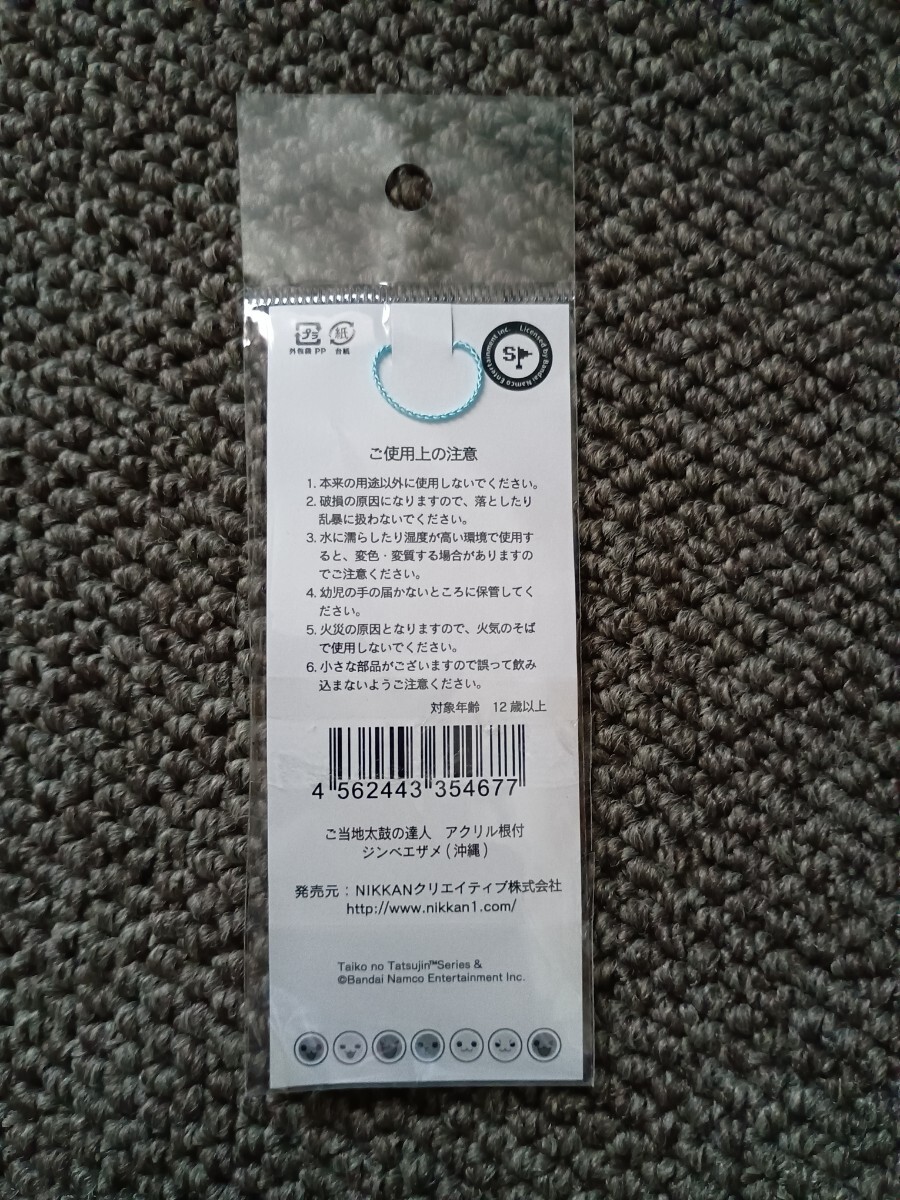 プラ 紙
外包袋 PP 台紙
Licensed by Bandai Namco Entertainment Inc.
SP
ご使用上の注意
1. 本来の用途以外に使用しないでください。
2. 破損の原因になりますので、落としたり
乱暴に扱わないでください。
3. 水に濡らしたり湿度が高い環境で使用す
ると、変色・変質する場合がありますの
でご注意ください。
4. 幼児の手の届かないところに保管してく
ださい。
5. 火災の原因となりますので、火気のそば
で使用しないでください。
6. 小さな部品がございますので誤って飲み
込まないようご注意ください。
対象年齢 12歳以上
4 562443 354677
ご当地太鼓の達人 アクリル根付
ジンベエザメ(沖縄)
発売元：NIKKANクリエイティブ株式会社
http://www.nikkan1.com/
Taiko no Tatsujin™Series &
©Bandai Namco Entertainment Inc.